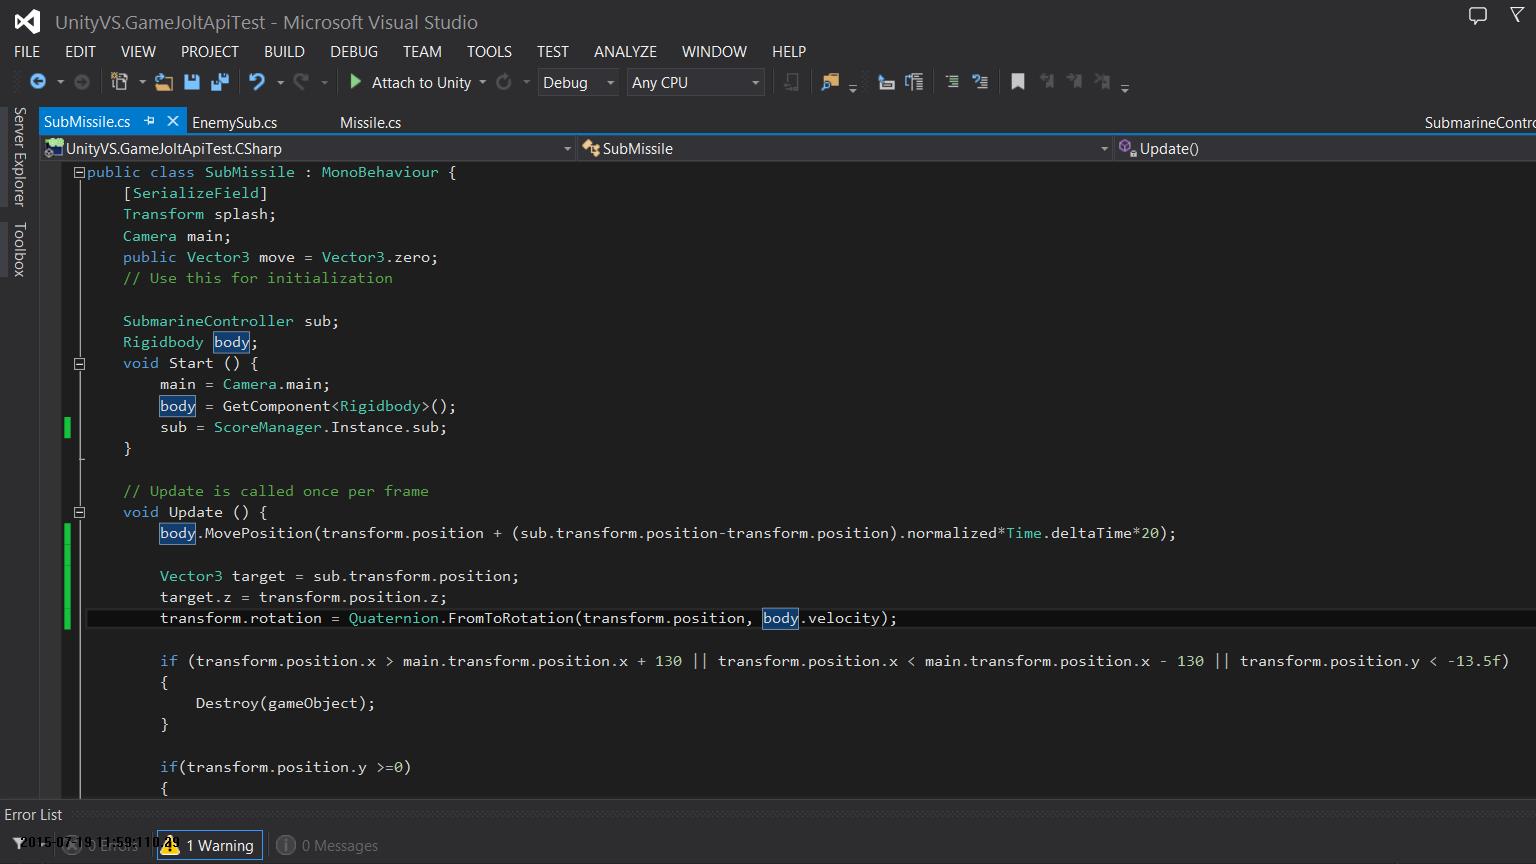 UnityVS.GameJoltApiTest - Microsoft Visual Studio
FILE EDIT VIEW PROJECT BUILD DEBUG TEAM TOOLS TEST ANALYZE WINDOW HELP
Attach to Unity Debug Any CPU
Server Explorer
Toolbox
SubMissile.cs EnemySub.cs Missile.cs SubmarineContro
UnityVS.GameJoltApiTest.CSharp SubMissile Update()
public class SubMissile : MonoBehaviour {
[SerializeField]
Transform splash;
Camera main;
public Vector3 move = Vector3.zero;
// Use this for initialization
SubmarineController sub;
Rigidbody body;
void Start () {
main = Camera.main;
body = GetComponent<Rigidbody>();
sub = ScoreManager.Instance.sub;
}
// Update is called once per frame
void Update () {
body.MovePosition(transform.position + (sub.transform.position-transform.position).normalized*Time.deltaTime*20);
Vector3 target = sub.transform.position;
target.z = transform.position.z;
transform.rotation = Quaternion.FromToRotation(transform.position, body.velocity);
if (transform.position.x > main.transform.position.x + 130 || transform.position.x < main.transform.position.x - 130 || transform.position.y < -13.5f)
{
Destroy(gameObject);
}
if(transform.position.y >=0)
{
Error List
0 Errors 1 Warning 0 Messages